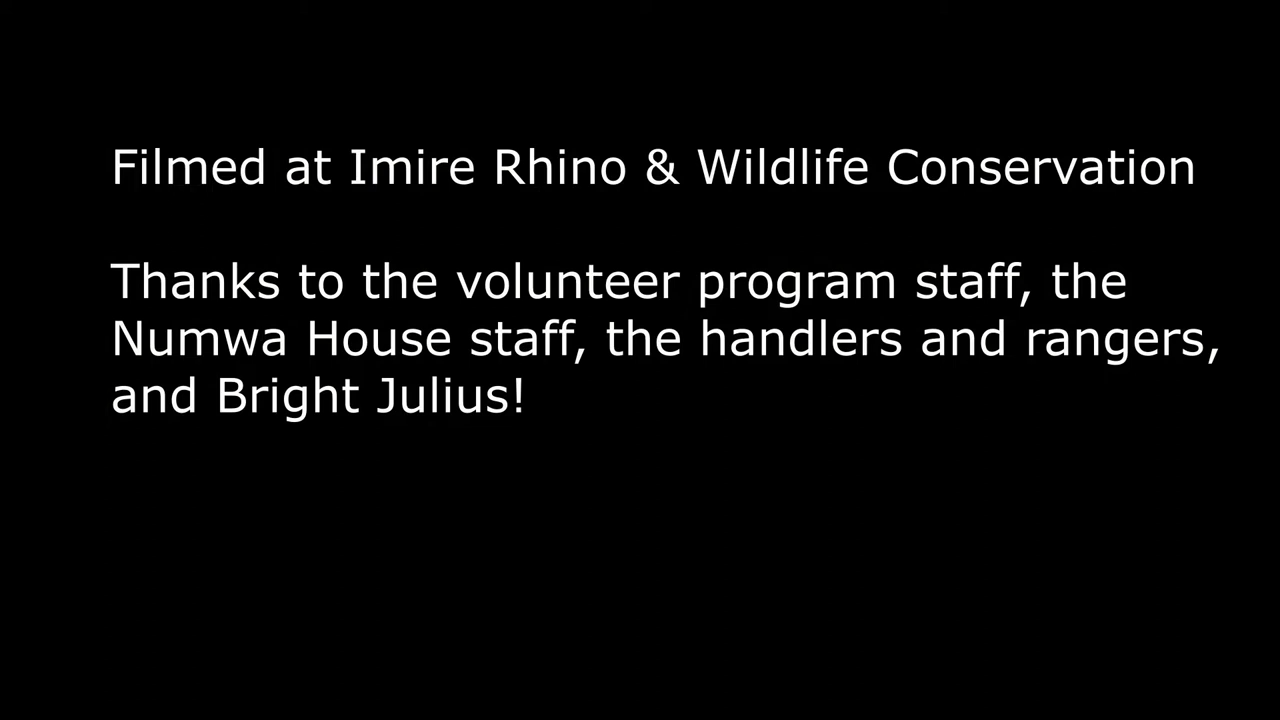 Filmed at Imire Rhino & Wildlife Conservation
Thanks to the volunteer program staff, the
Numwa House staff, the handlers and rangers,
and Bright Julius!